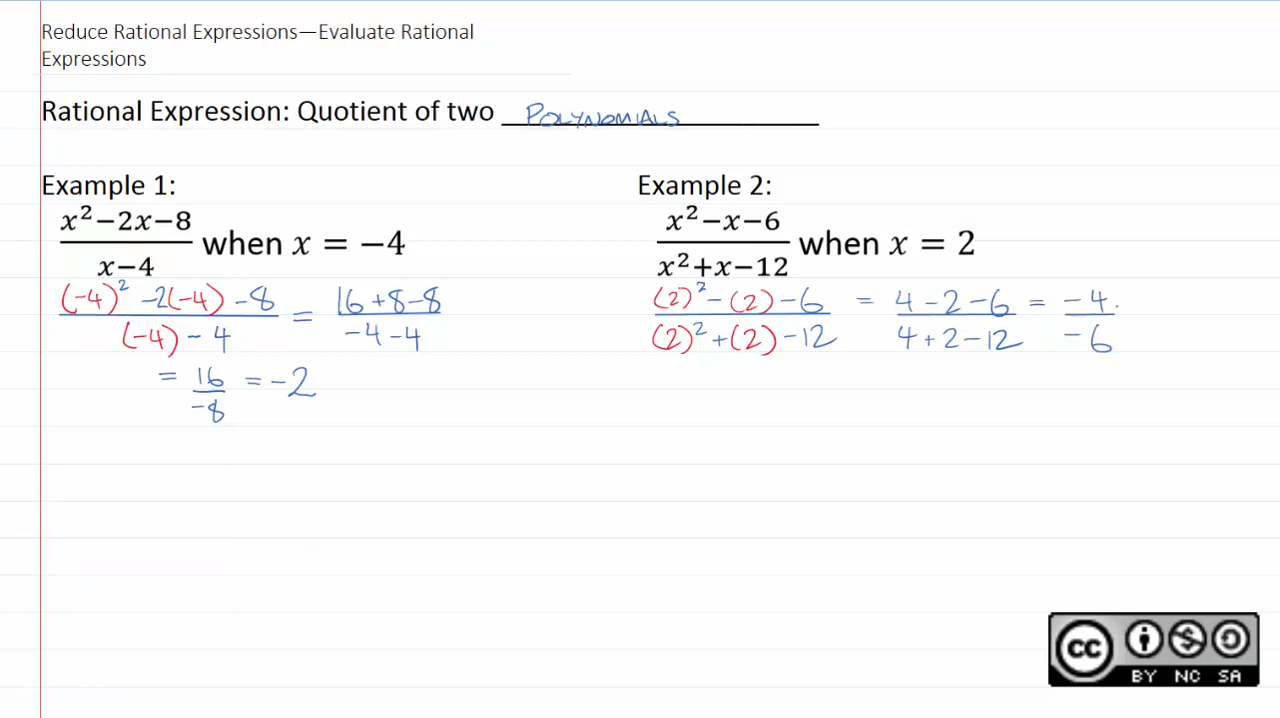 Reduce Rational Expressions—Evaluate Rational
Expressions
Rational Expression: Quotient of two POLYNOMIALS
Example 1:
x²−2x−8
x−4
when x = −4
(-4)² -2(-4) -8
(-4) - 4
= 16 +8 -8
-4 -4
= 16
-8
= -2
Example 2:
x²−x−6
x²+x−12
when x = 2
(2)² - (2) - 6
(2)² + (2) - 12
= 4 - 2 - 6
4 + 2 - 12
= -4
-6
cc
BY NC SA